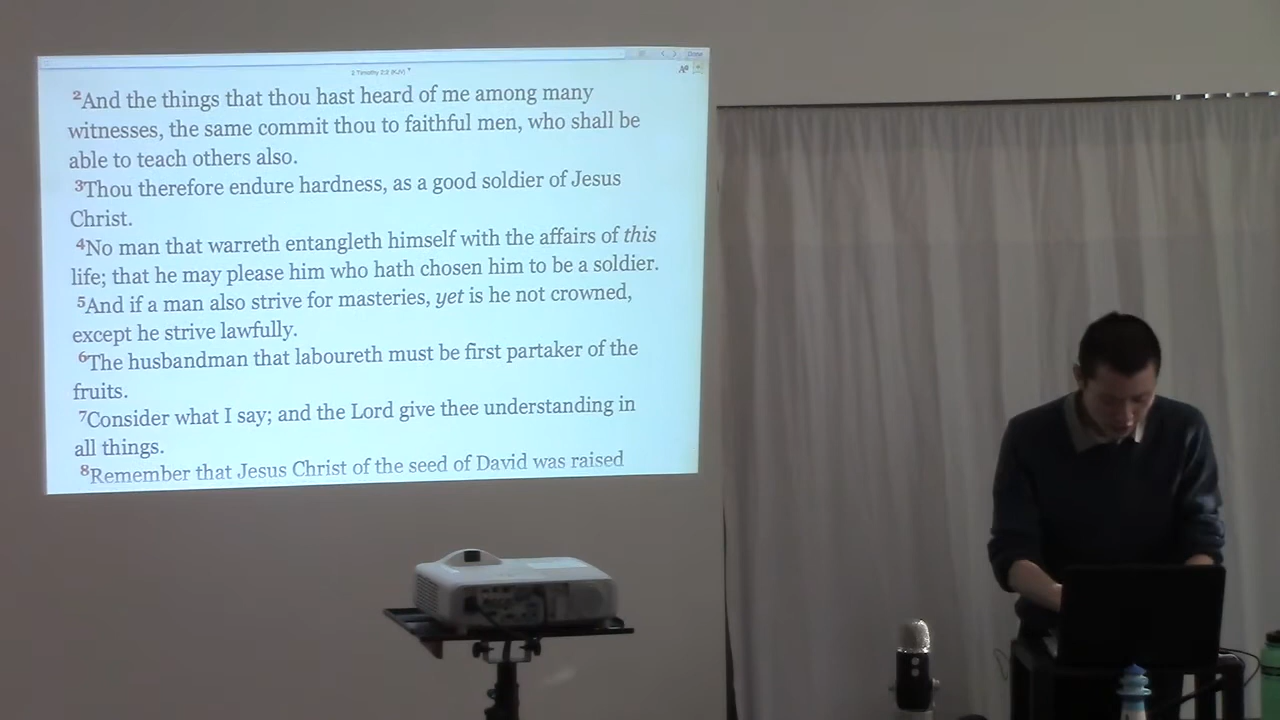 2 Timothy 2:2 (KJV)
2And the things that thou hast heard of me among many
witnesses, the same commit thou to faithful men, who shall be
able to teach others also.
3Thou therefore endure hardness, as a good soldier of Jesus
Christ.
4No man that warreth entangleth himself with the affairs of this
life; that he may please him who hath chosen him to be a soldier.
5And if a man also strive for masteries, yet is he not crowned,
except he strive lawfully.
6The husbandman that laboureth must be first partaker of the
fruits.
7Consider what I say; and the Lord give thee understanding in
all things.
8Remember that Jesus Christ of the seed of David was raised